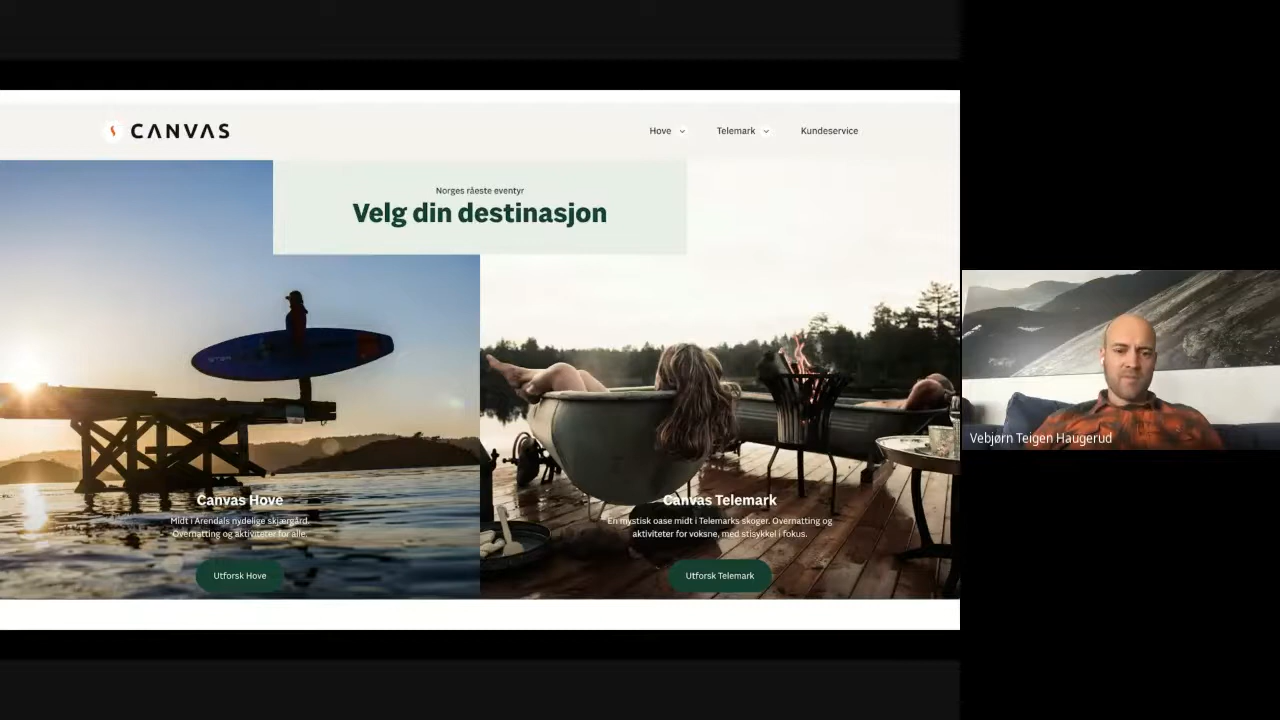 CANVAS
Hove
Telemark
Kundeservice
Norges råeste eventyr
Velg din destinasjon
Canvas Hove
Midt i Arendals nydelige skjærgård.
Overnatting og aktiviteter for alle.
Utforsk Hove
Canvas Telemark
En mystisk oase midt i Telemarks skoger. Overnatting og
aktiviteter for voksne, med stisykkel i fokus.
Utforsk Telemark
Vebjørn Teigen Haugerud